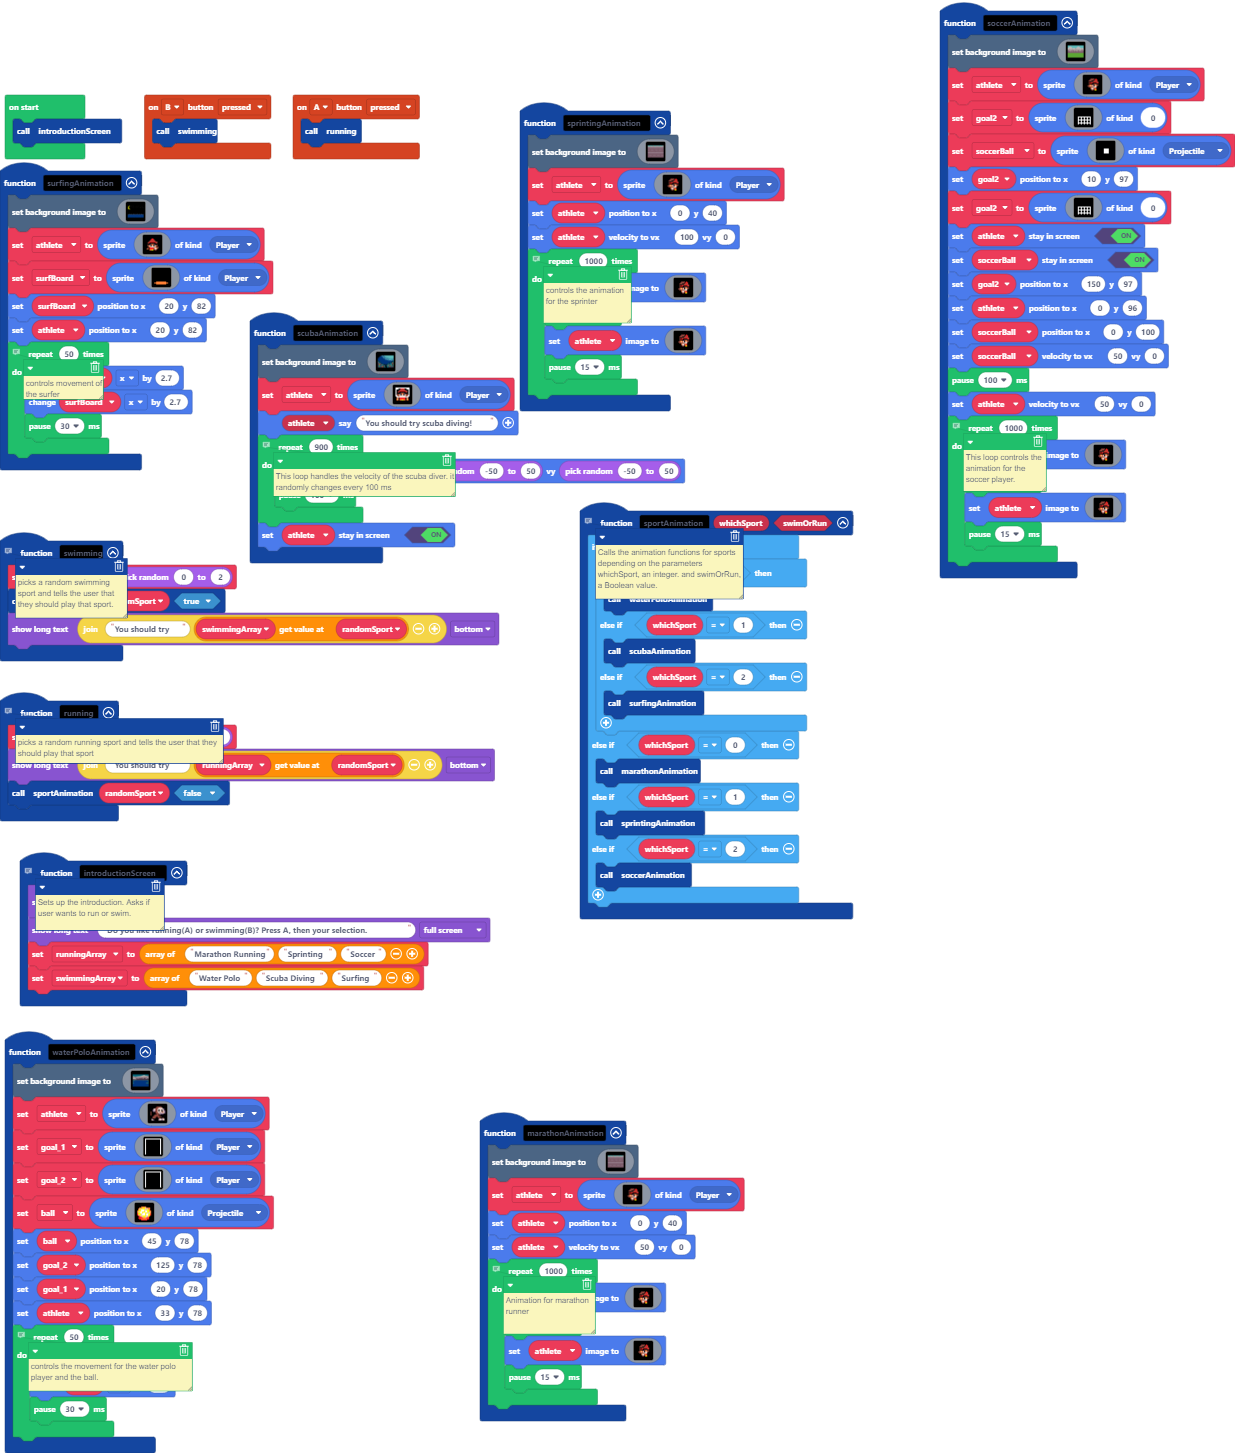 on start
call introductionScreen
on B button pressed
call swimming
on A button pressed
call running
function surfingAnimation
set background image to
set athlete to sprite of kind Player
set surfBoard to sprite of kind Player
set surfBoard position to x 20 y 82
set athlete position to x 20 y 82
repeat 50 times
do
controls movement of
the surfer
x by 2.7
change surfBoard x by 2.7
pause 30 ms
function scubaAnimation
set background image to
set athlete to sprite of kind Player
athlete say "You should try scuba diving!"
repeat 900 times
do
This loop handles the velocity of the scuba diver. it
randomly changes every 100 ms
-50 to 50 vy pick random -50 to 50
set athlete stay in screen ON
function sprintingAnimation
set background image to
set athlete to sprite of kind Player
set athlete position to x 0 y 40
set athlete velocity to vx 100 vy 0
repeat 1000 times
do
controls the animation
for the sprinter
image to
set athlete image to
pause 15 ms
function soccerAnimation
set background image to
set athlete to sprite of kind Player
set goal2 to sprite of kind 0
set soccerBall to sprite of kind Projectile
set goal2 position to x 10 y 97
set goal2 to sprite of kind 0
set athlete stay in screen ON
set soccerBall stay in screen ON
set goal2 position to x 150 y 97
set athlete position to x 0 y 96
set soccerBall position to x 0 y 100
set soccerBall velocity to vx 50 vy 0
pause 100 ms
set athlete velocity to vx 50 vy 0
repeat 1000 times
do
This loop controls the
animation for the
soccer player.
image to
set athlete image to
pause 15 ms
function swimming
picks a random swimming
sport and tells the user that
they should play that sport.
pick random 0 to 2
true
show long text join "You should try " swimmingArray get value at randomSport bottom
function running
picks a random running sport and tells the user that they
should play that sport
show long text join "You should try " runningArray get value at randomSport bottom
call sportAnimation randomSport false
function introductionScreen
Sets up the introduction. Asks if
user wants to run or swim.
show long text "Do you like running(A) or swimming(B)? Press A, then your selection. " full screen
set runningArray to array of "Marathon Running" "Sprinting" "Soccer"
set swimmingArray to array of "Water Polo" "Scuba Diving" "Surfing"
function sportAnimation whichSport swimOrRun
Calls the animation functions for sports
depending on the parameters
whichSport, an integer. and swimOrRun,
a Boolean value.
then
call waterPoloAnimation
else if whichSport = 1 then
call scubaAnimation
else if whichSport = 2 then
call surfingAnimation
else if whichSport = 0 then
call marathonAnimation
else if whichSport = 1 then
call sprintingAnimation
else if whichSport = 2 then
call soccerAnimation
function waterPoloAnimation
set background image to
set athlete to sprite of kind Player
set goal_1 to sprite of kind Player
set goal_2 to sprite of kind Player
set ball to sprite of kind Projectile
set ball position to x 45 y 78
set goal_2 position to x 125 y 78
set goal_1 position to x 20 y 78
set athlete position to x 33 y 78
repeat 50 times
do
controls the movement for the water polo
player and the ball.
pause 30 ms
function marathonAnimation
set background image to
set athlete to sprite of kind Player
set athlete position to x 0 y 40
set athlete velocity to vx 50 vy 0
repeat 1000 times
do
Animation for marathon
runner
image to
set athlete image to
pause 15 ms